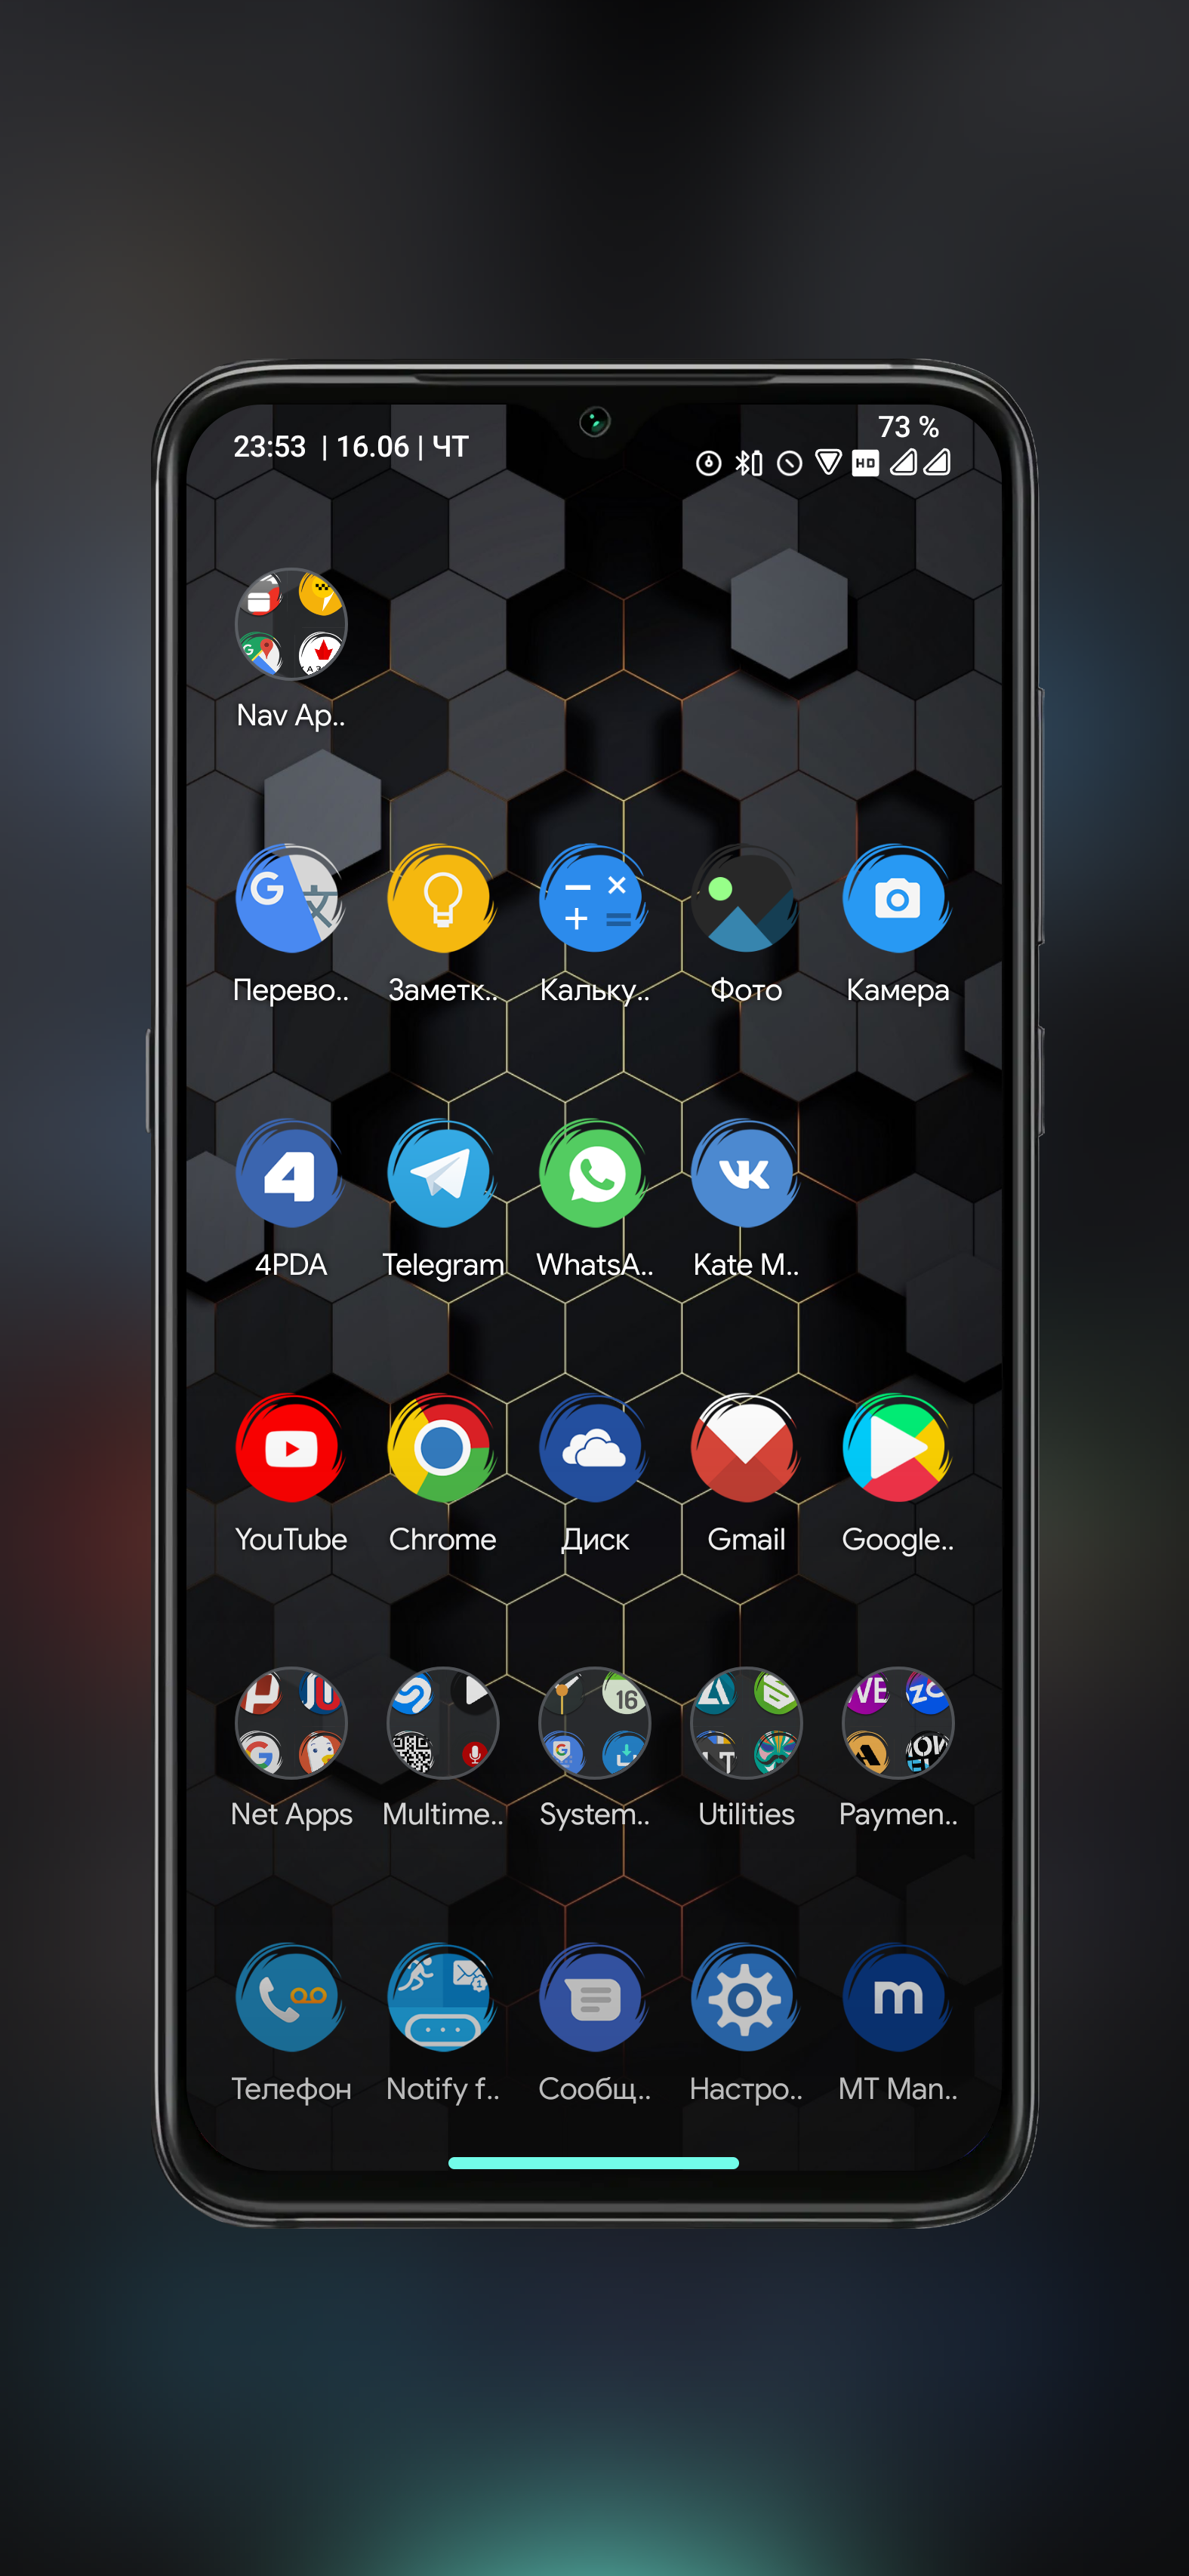 73 %
23:53 | 16.06 | ЧТ
HD
Nav Ap..
Перево.. Заметк.. Кальку.. Фото Камера
4PDA Telegram WhatsA.. Kate M..
YouTube Chrome Диск Gmail Google..
16
Net Apps Multime.. System.. Utilities Paymen..
Телефон Notify f.. Сообщ.. Настро.. MT Man..